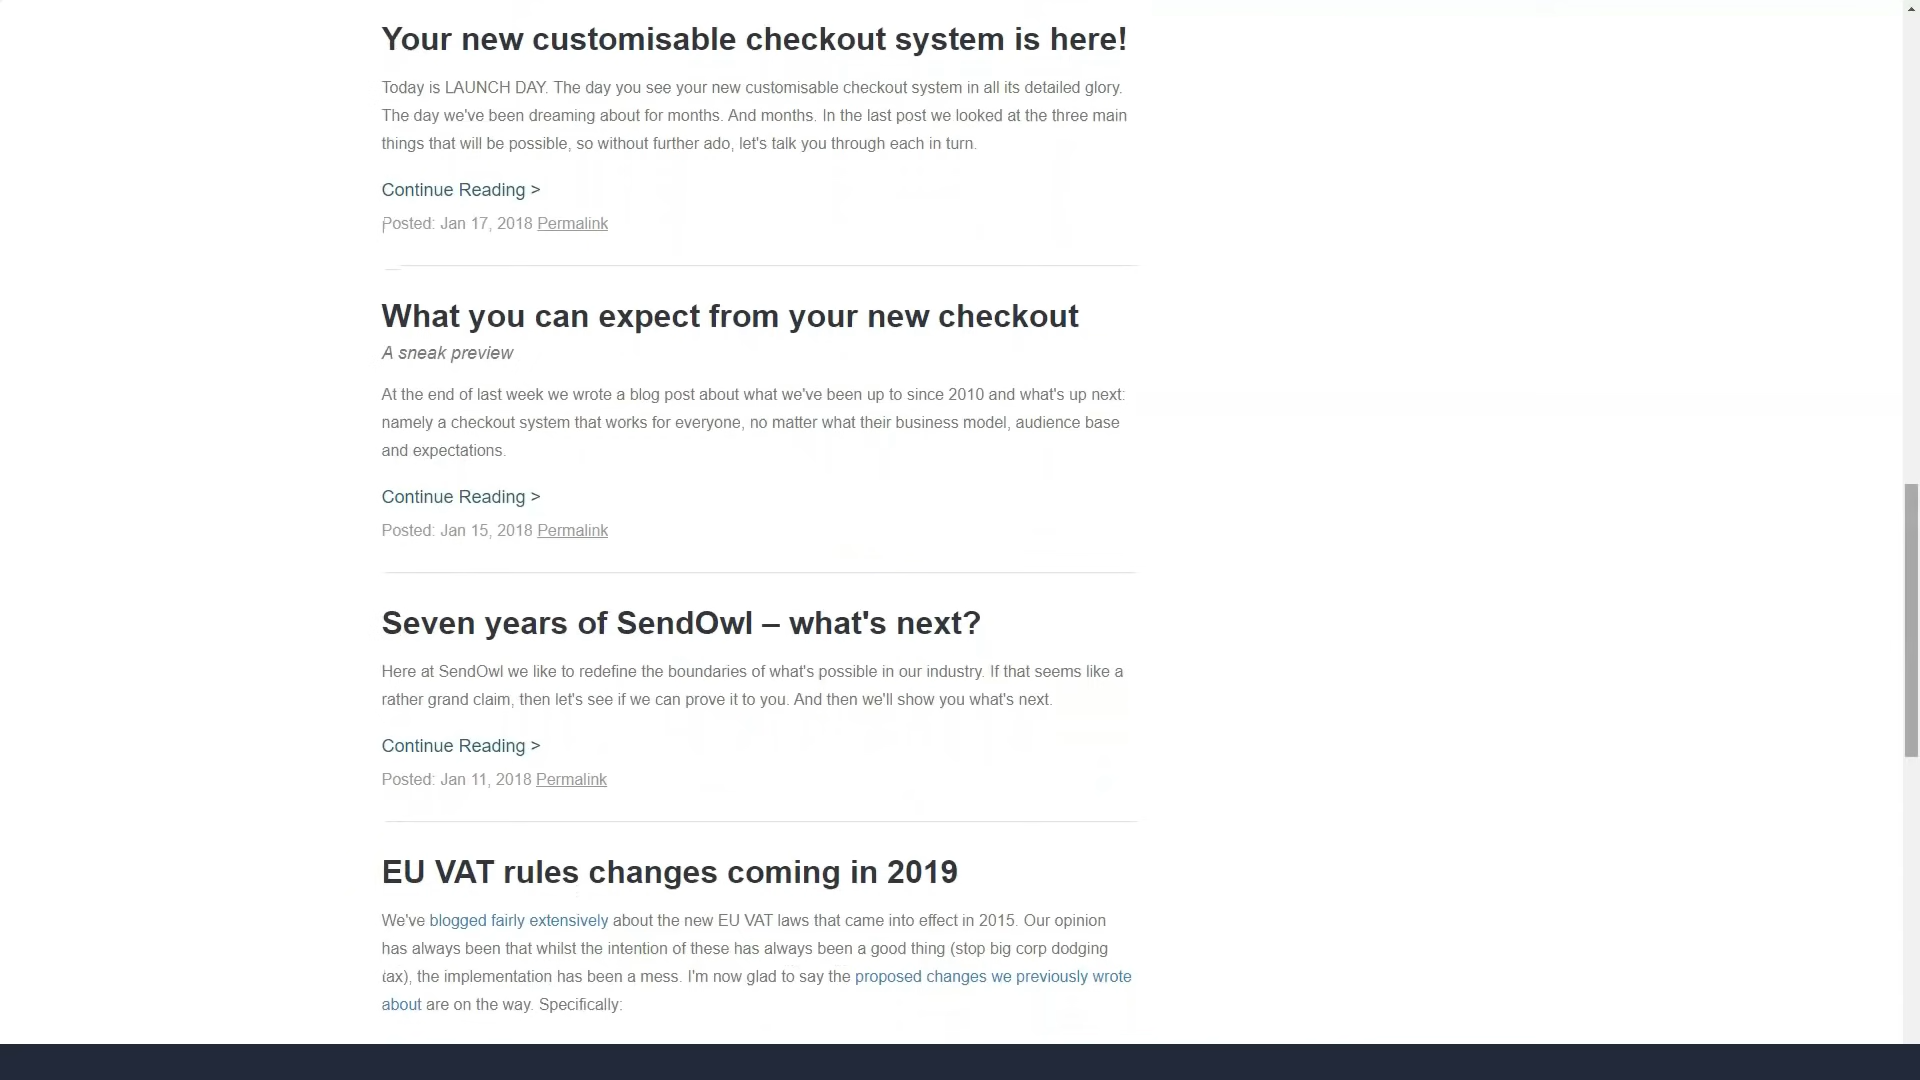 Your new customisable checkout system is here!
Today is LAUNCH DAY. The day you see your new customisable checkout system in all its detailed glory.
The day we've been dreaming about for months. And months. In the last post we looked at the three main
things that will be possible, so without further ado, let's talk you through each in turn.
Continue Reading >
Posted: Jan 17, 2018 Permalink
What you can expect from your new checkout
A sneak preview
At the end of last week we wrote a blog post about what we've been up to since 2010 and what's up next:
namely a checkout system that works for everyone, no matter what their business model, audience base
and expectations.
Continue Reading >
Posted: Jan 15, 2018 Permalink
Seven years of SendOwl – what's next?
Here at SendOwl we like to redefine the boundaries of what's possible in our industry. If that seems like a
rather grand claim, then let's see if we can prove it to you. And then we'll show you what's next.
Continue Reading >
Posted: Jan 11, 2018 Permalink
EU VAT rules changes coming in 2019
We've blogged fairly extensively about the new EU VAT laws that came into effect in 2015. Our opinion
has always been that whilst the intention of these has always been a good thing (stop big corp dodging
tax), the implementation has been a mess. I'm now glad to say the proposed changes we previously wrote
about are on the way. Specifically: